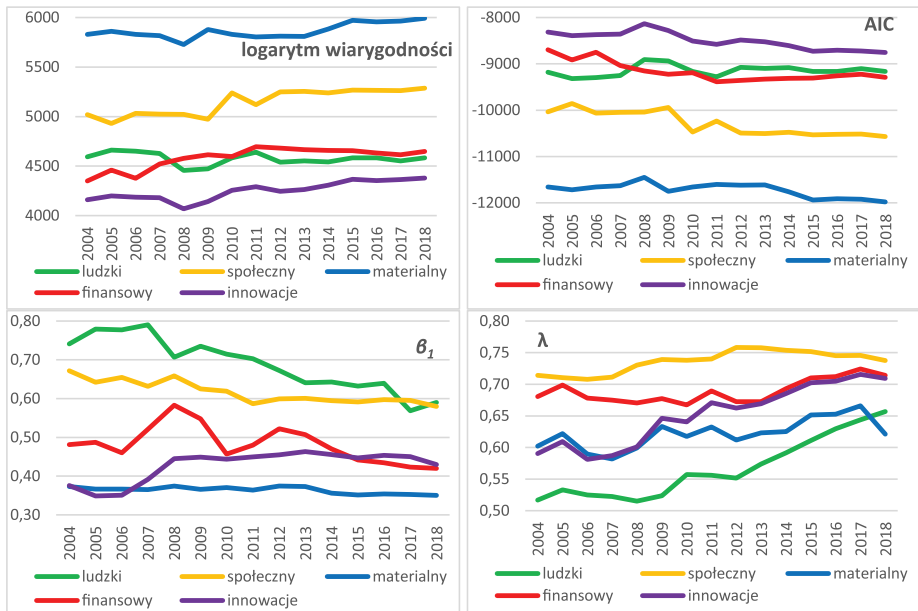 logarytm wiarygodności
6000
5500
5000
4500
4000
2004 2005 2006 2007 2008 2009 2010 2011 2012 2013 2014 2015 2016 2017 2018
ludzki społeczny materialny
finansowy innowacje
AIC
-8000
-9000
-10000
-11000
-12000
2004 2005 2006 2007 2008 2009 2010 2011 2012 2013 2014 2015 2016 2017 2018
ludzki społeczny materialny
finansowy innowacje
β₁
0,80
0,70
0,60
0,50
0,40
0,30
2004 2005 2006 2007 2008 2009 2010 2011 2012 2013 2014 2015 2016 2017 2018
ludzki społeczny materialny
finansowy innowacje
λ
0,80
0,75
0,70
0,65
0,60
0,55
0,50
2004 2005 2006 2007 2008 2009 2010 2011 2012 2013 2014 2015 2016 2017 2018
ludzki społeczny materialny
finansowy innowacje